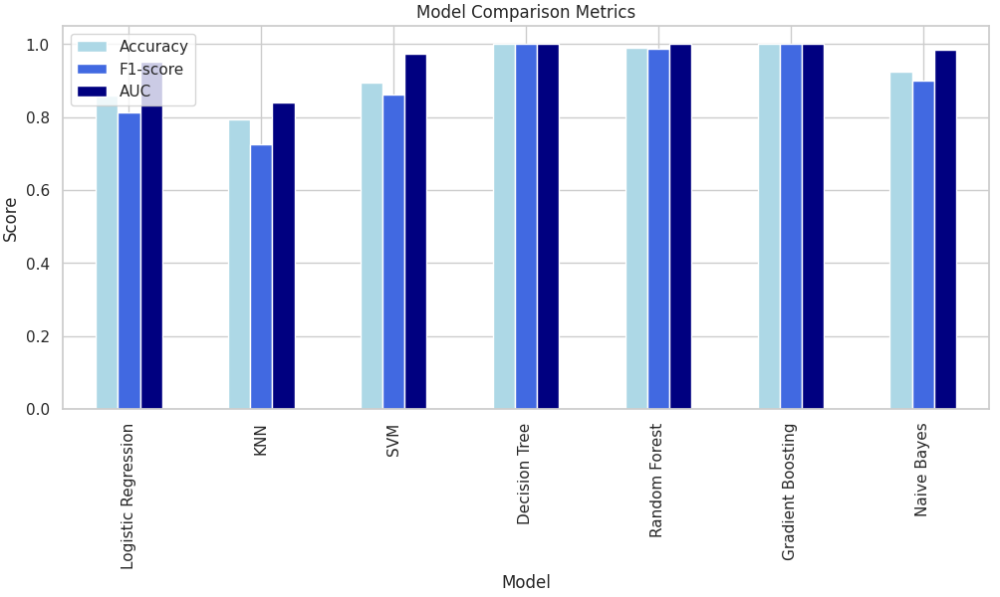 Model Comparison Metrics
Accuracy
F1-score
AUC
1.0
0.8
0.6
0.4
0.2
0.0
Score
Logistic Regression
KNN
SVM
Decision Tree
Random Forest
Gradient Boosting
Naive Bayes
Model